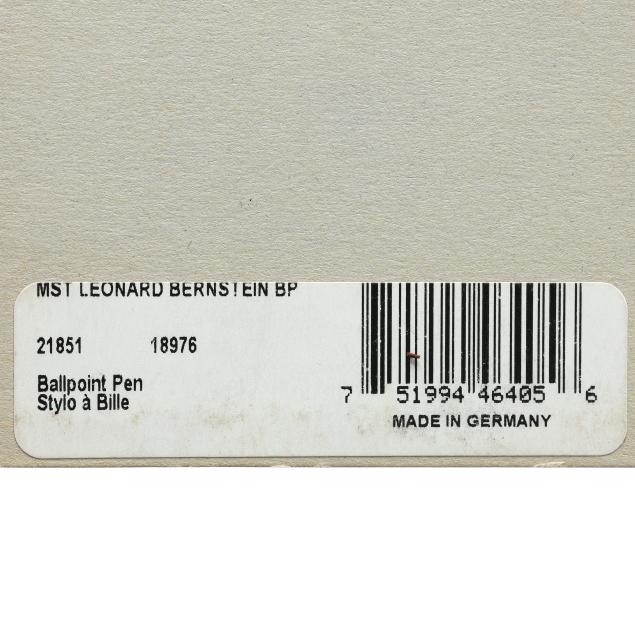 MST LEONARD BERNSTEIN BP
21851 18976
Ballpoint Pen
Stylo à Bille
7 51994 46405 6
MADE IN GERMANY